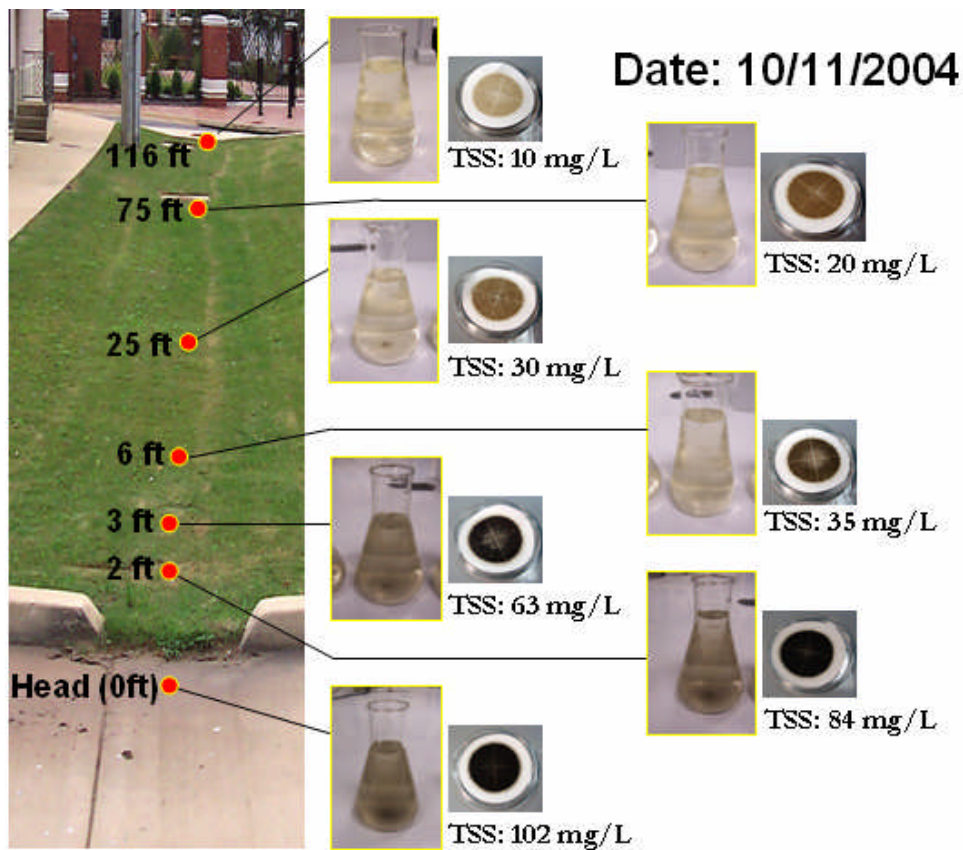 Date: 10/11/2004
116 ft
TSS: 10 mg/L
75 ft
TSS: 20 mg/L
25 ft
TSS: 30 mg/L
6 ft
TSS: 35 mg/L
3 ft
TSS: 63 mg/L
2 ft
TSS: 84 mg/L
Head (0ft)
TSS: 102 mg/L